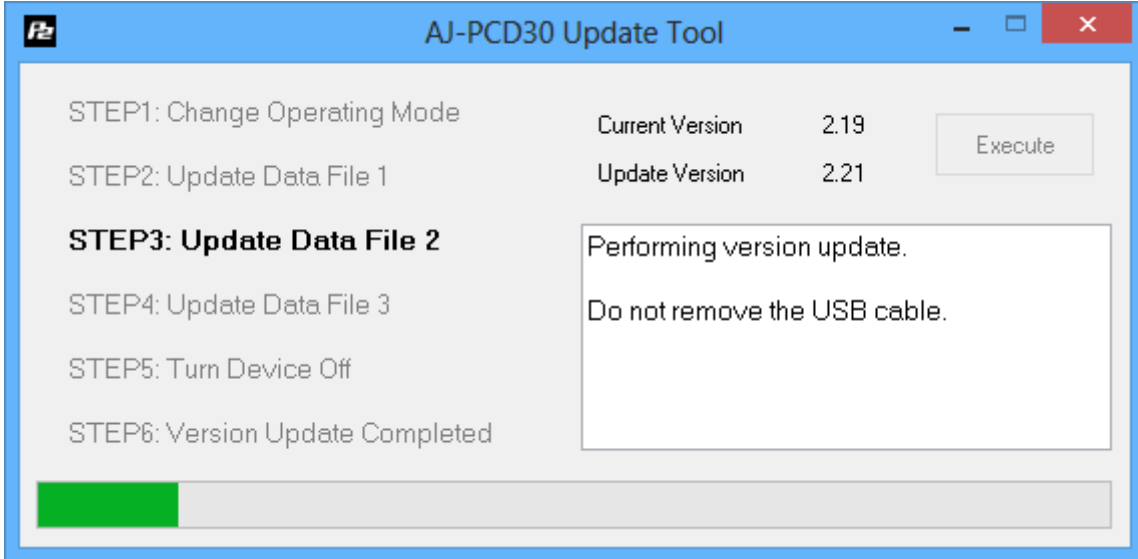 P2
AJ-PCD30 Update Tool
STEP1: Change Operating Mode
STEP2: Update Data File 1
STEP3: Update Data File 2
STEP4: Update Data File 3
STEP5: Turn Device Off
STEP6: Version Update Completed
Current Version 2.19
Update Version 2.21
Execute
Performing version update.
Do not remove the USB cable.